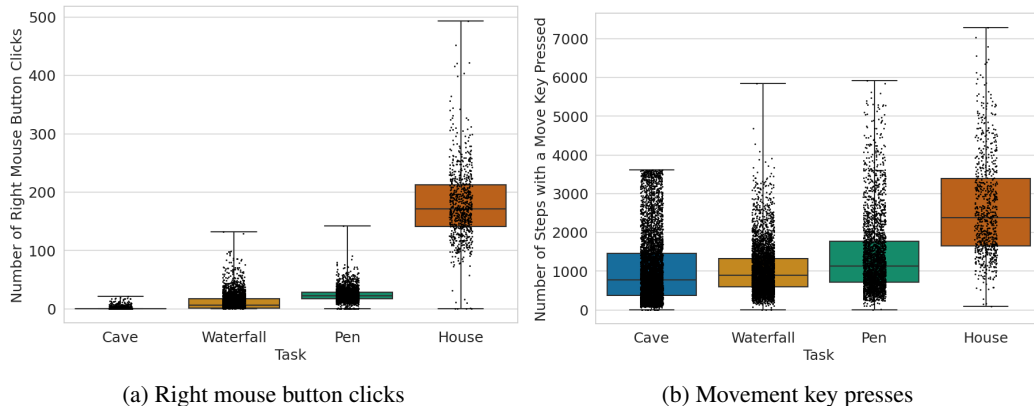 Number of Right Mouse Button Clicks
500
400
300
200
100
0
Cave
Waterfall
Pen
House
Task
(a) Right mouse button clicks
Number of Steps with a Move Key Pressed
7000
6000
5000
4000
3000
2000
1000
0
Cave
Waterfall
Pen
House
Task
(b) Movement key presses